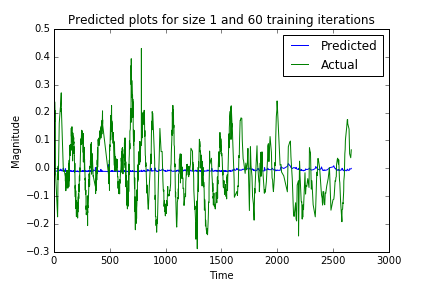 Predicted plots for size 1 and 60 training iterations
Predicted
Actual
Magnitude
0.5
0.4
0.3
0.2
0.1
0.0
−0.1
−0.2
−0.3
0 500 1000 1500 2000 2500 3000
Time